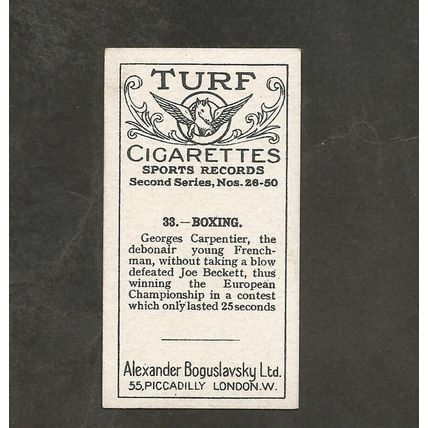 TURF
CIGARETTES
SPORTS RECORDS
Second Series, Nos. 26-50
33.—BOXING.
Georges Carpentier, the
debonair young French-
man, without taking a blow
defeated Joe Beckett, thus
winning the European
Championship in a contest
which only lasted 25 seconds
Alexander Boguslavsky Ltd.
55, PICCADILLY LONDON.W.